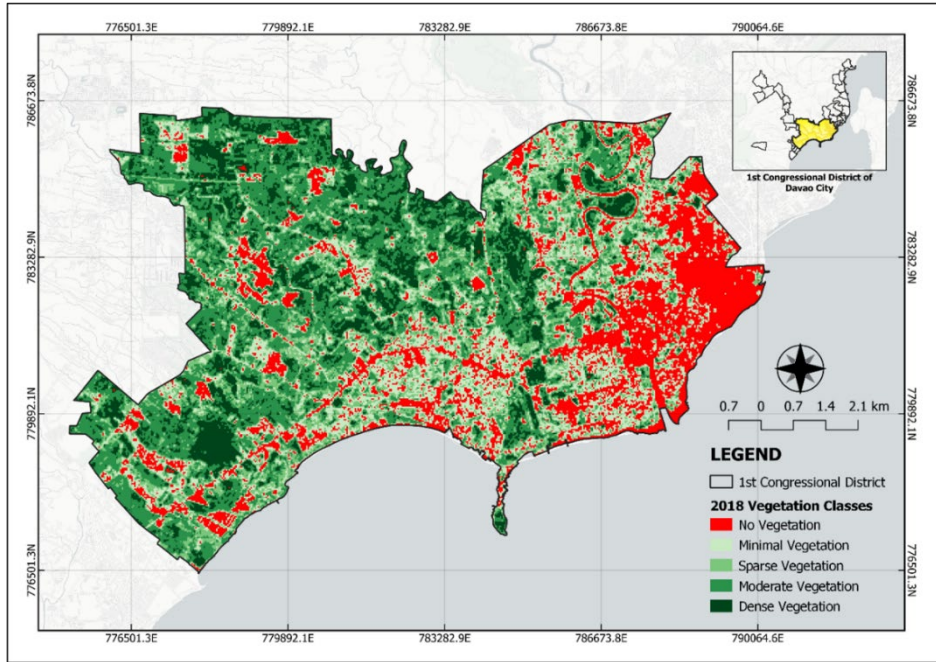 776501.3E 779892.1E 783282.9E 786673.8E 790064.6E
786673.8N 786673.8N
1st Congressional District of
Davao City
783282.9N 783282.9N
779892.1N 779892.1N
0.7 0 0.7 1.4 2.1 km
LEGEND
1st Congressional District
2018 Vegetation Classes
No Vegetation
Minimal Vegetation
Sparse Vegetation
Moderate Vegetation
Dense Vegetation
776501.3N 776501.3N
776501.3E 779892.1E 783282.9E 786673.8E 790064.6E